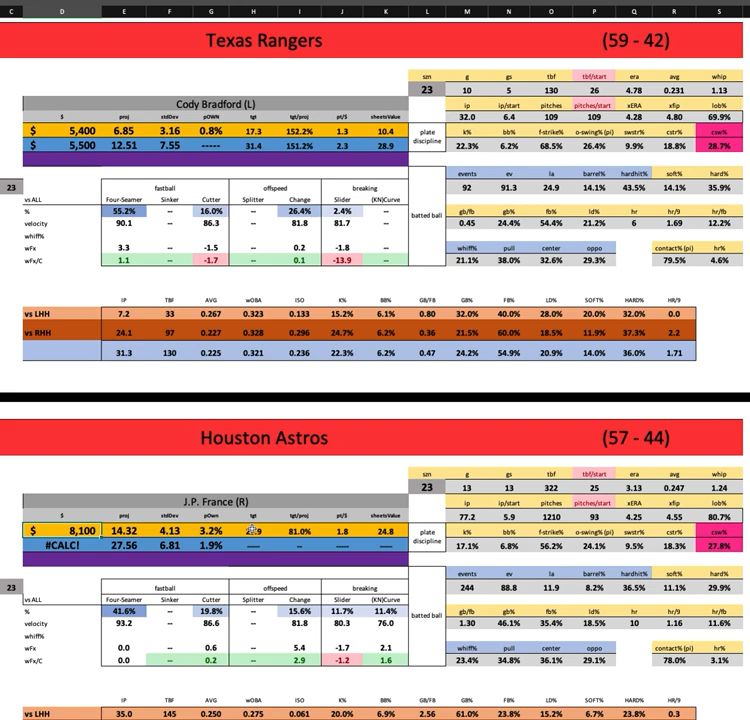 C D E F G H I J K L M N O P Q R S
Texas Rangers (59 - 42)
szn g gs tbf tbf/start era avg whip
23 10 5 130 26 4.78 0.231 1.13
Cody Bradford (L) ip ip/start pitches pitches/start xERA xfip lob%
$ proj stdDev pOWN tgt tgt/proj pt/$ sheetsValue 32.0 6.4 109 109 4.28 4.80 69.9%
$ 5,400 6.85 3.16 0.8% 17.3 152.2% 1.3 10.4 plate discipline k% bb% f-strike% o-swing% (pi) swstr% cstr% csw%
$ 5,500 12.51 7.55 ----- 31.4 151.2% 2.3 28.9 22.3% 6.2% 68.5% 26.4% 9.9% 18.8% 28.7%
events ev la barrel% hardhit% soft% hard%
23 fastball offspeed breaking 92 91.3 24.9 14.1% 43.5% 14.1% 35.9%
vs ALL Four-Seamer Sinker Cutter Splitter Change Slider (KN)Curve
% 55.2% -- 16.0% -- 26.4% 2.4% -- batted ball gb/fb gb% fb% ld% hr hr/9 hr/fb
velocity 90.1 -- 86.3 -- 81.8 81.7 -- 0.45 24.4% 54.4% 21.2% 6 1.69 12.2%
whiff%
wFx 3.3 -- -1.5 -- 0.2 -1.8 -- whiff% pull center oppo contact% (pi) hr%
wFx/C 1.1 -- -1.7 -- 0.1 -13.9 -- 21.1% 38.0% 32.6% 29.3% 79.5% 4.6%
IP TBF AVG wOBA ISO K% BB% GB/FB GB% FB% LD% SOFT% HARD% HR/9
vs LHH 7.2 33 0.267 0.323 0.133 15.2% 6.1% 0.80 32.0% 40.0% 28.0% 20.0% 32.0% 0.0
vs RHH 24.1 97 0.227 0.328 0.296 24.7% 6.2% 0.36 21.5% 60.0% 18.5% 11.9% 37.3% 2.2
31.3 130 0.225 0.321 0.236 22.3% 6.2% 0.47 24.2% 54.9% 20.9% 14.0% 36.0% 1.71
Houston Astros (57 - 44)
szn g gs tbf tbf/start era avg whip
23 13 13 322 25 3.13 0.247 1.24
J.P. France (R) ip ip/start pitches pitches/start xERA xfip lob%
$ proj stdDev pOwn tgt tgt/proj pt/$ sheetsValue 77.2 5.9 1210 93 4.25 4.55 80.7%
$ 8,100 14.32 4.13 3.2% 81.0% 1.8 24.8 plate discipline k% bb% f-strike% o-swing% (pi) swstr% cstr% csw%
#CALC! 27.56 6.81 1.9% ---- -- ---- ---- 17.1% 6.8% 56.2% 24.1% 9.5% 18.3% 27.8%
events ev la barrel% hardhit% soft% hard%
23 fastball offspeed breaking 244 88.8 11.9 8.2% 36.5% 11.1% 29.9%
vs ALL Four-Seamer Sinker Cutter Splitter Change Slider (KN)Curve
% 41.6% -- 19.8% -- 15.6% 11.7% 11.4% batted ball gb/fb gb% fb% ld% hr hr/9 hr/fb
velocity 93.2 -- 86.6 -- 81.8 80.3 76.0 1.30 46.1% 35.4% 18.5% 10 1.16 11.6%
whiff%
wFx 0.0 -- 0.6 -- 5.4 -1.7 2.1 whiff% pull center oppo contact% (pi) hr%
wFx/C 0.0 -- 0.2 -- 2.9 -1.2 1.6 23.4% 34.8% 36.1% 29.1% 78.0% 3.1%
IP TBF AVG wOBA ISO K% BB% GB/FB GB% FB% LD% SOFT% HARD% HR/9
vs LHH 35.0 145 0.250 0.275 0.061 20.0% 6.9% 2.56 61.0% 23.8% 15.2% 6.7% 23.8% 0.3